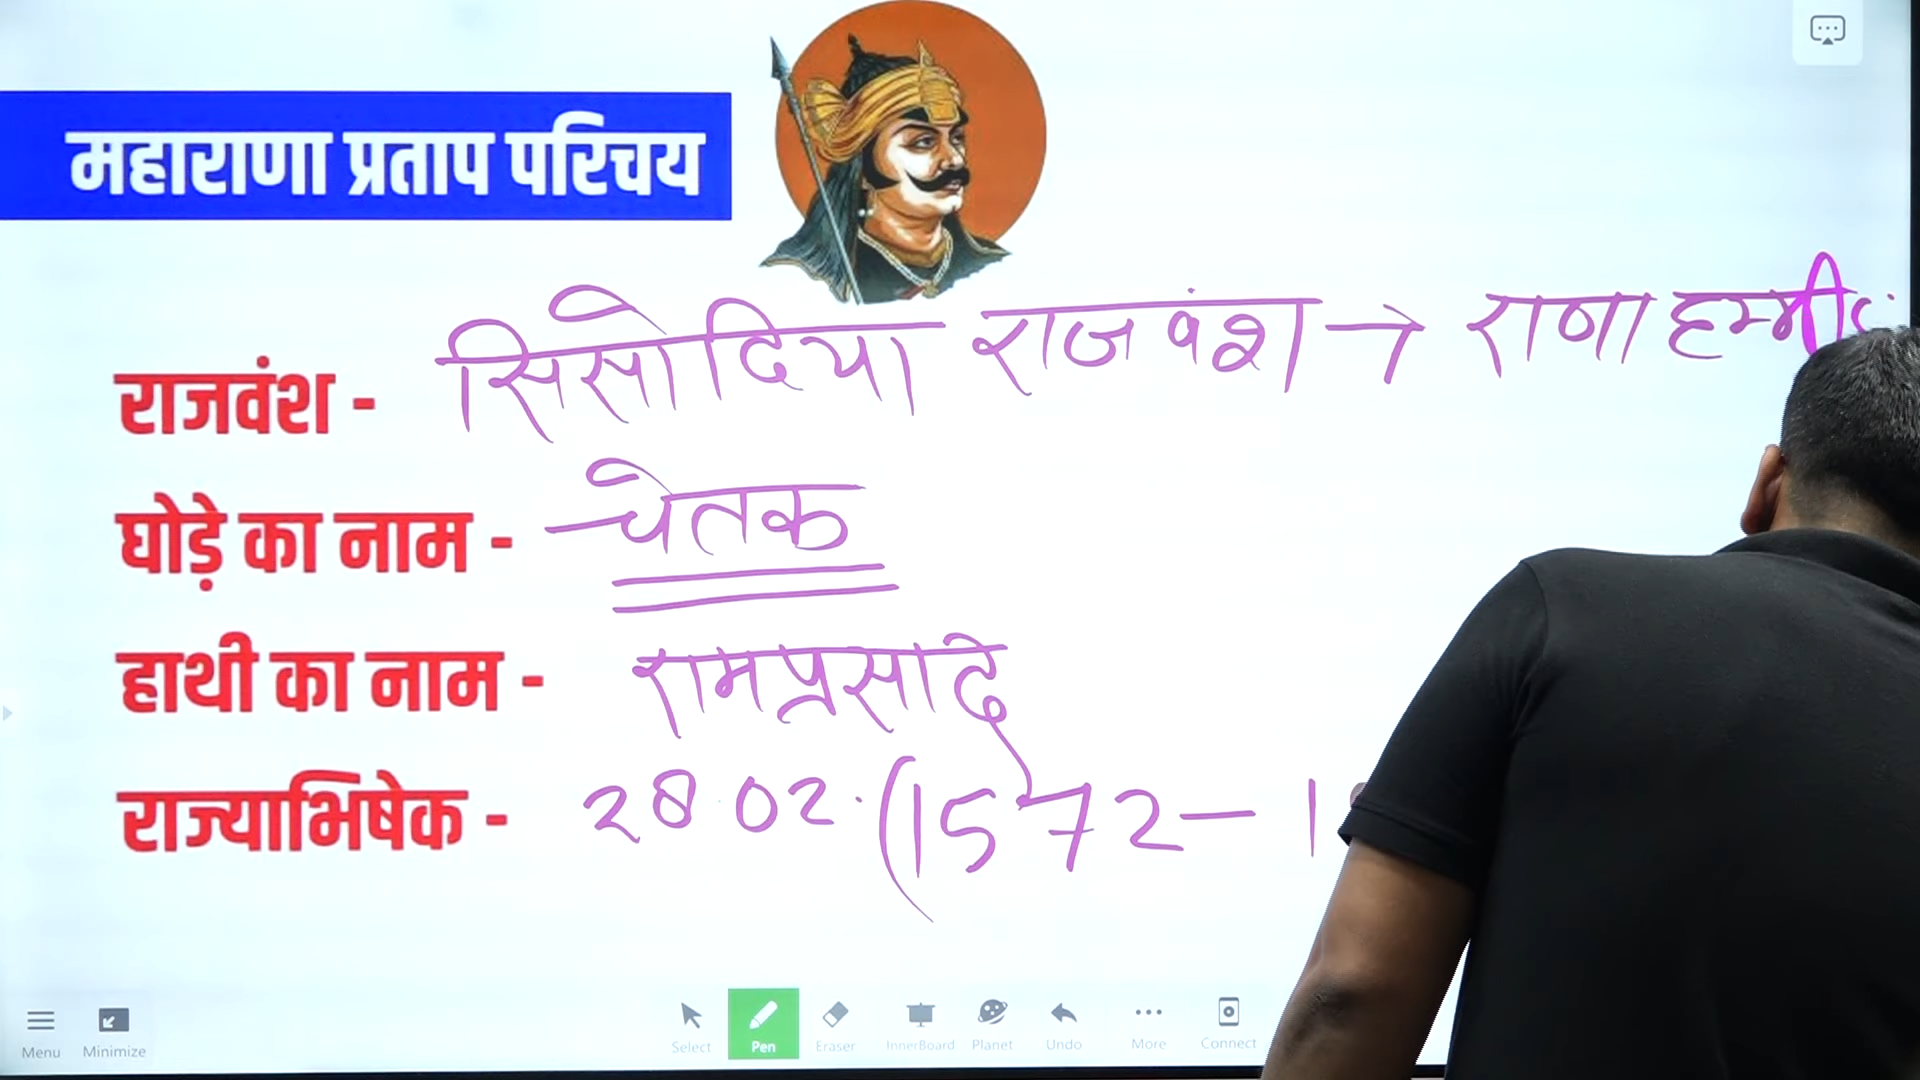 महाराणा प्रताप परिचय
राजवंश - सिसोदिया राजवंश → राणा हम्मीर
घोड़े का नाम - चेतक
हाथी का नाम - रामप्रसाद
राज्याभिषेक - 28.02.(1572 - 1
Menu Minimize Select Pen Eraser InnerBoard Planet Undo More Connect